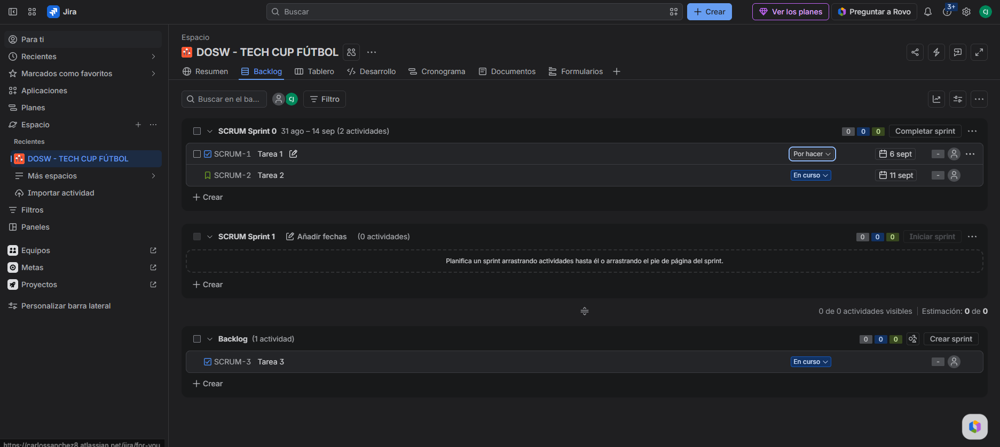 Jira
Buscar
Crear
Ver los planes
Preguntar a Rovo
3+
CJ
Para ti
Recientes
Marcados como favoritos
Aplicaciones
Planes
Espacio
Recientes
DOSW - TECH CUP FÚTBOL
Más espacios
Importar actividad
Filtros
Paneles
Equipos
Metas
Proyectos
Personalizar barra lateral
https://carlossanchez8.atlassian.net/jira/for-you
Espacio
DOSW - TECH CUP FÚTBOL
Resumen Backlog Tablero Desarrollo Cronograma Documentos Formularios
Buscar en el ba... CJ Filtro
SCRUM Sprint 0 31 ago – 14 sep (2 actividades) 0 0 0 Completar sprint
SCRUM-1 Tarea 1 Por hacer 6 sept -
SCRUM-2 Tarea 2 En curso 11 sept -
Crear
SCRUM Sprint 1 Añadir fechas (0 actividades) 0 0 0 Iniciar sprint
Planifica un sprint arrastrando actividades hasta él o arrastrando el pie de página del sprint.
Crear
0 de 0 actividades visibles Estimación: 0 de 0
Backlog (1 actividad) 0 0 0 Crear sprint
SCRUM-3 Tarea 3 En curso -
Crear